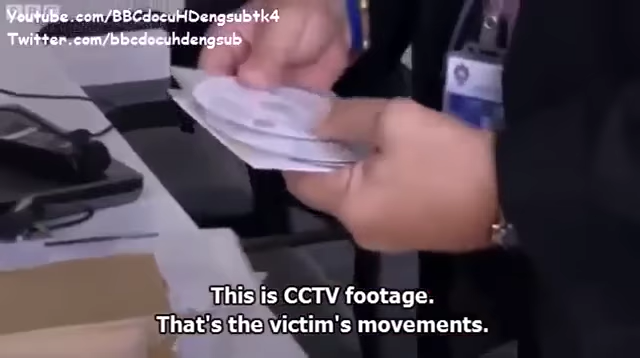 Youtube.com/BBCdocuHDengsubtk4
Twitter.com/bbcdocuhdengsub
This is CCTV footage.
That's the victim's movements.